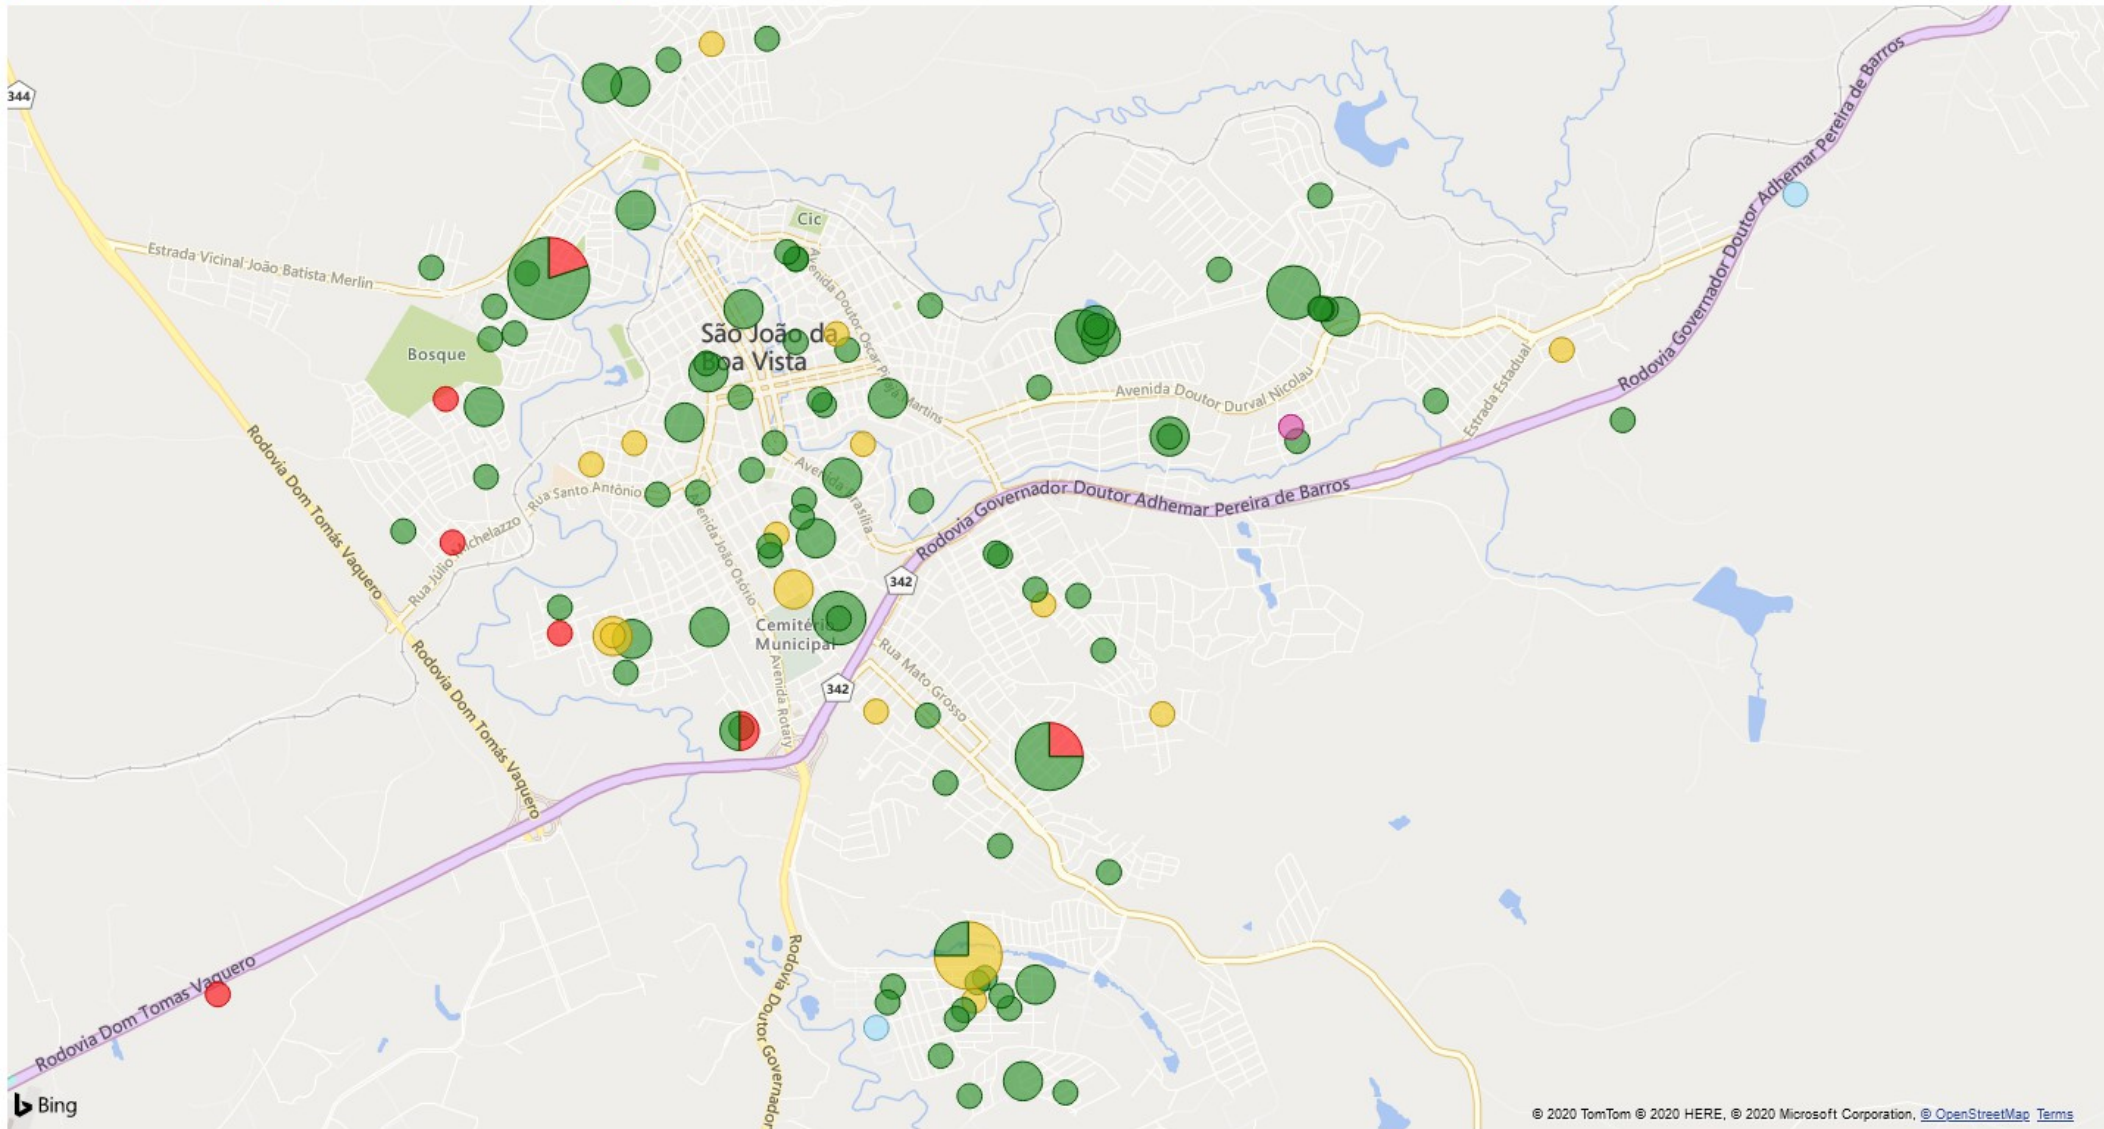 344
Rodovia Governador Doutor Adhemar Pereira de Barros
Cic
Estrada Vicinal João Batista Merlin
Avenida Doutor Oscar Pirajá Martins
São João da
Boa Vista
Bosque
Avenida Doutor Durval Nicolau
Estrada Estadual
Rodovia Governador Doutor Adhemar Pereira de Barros
Rodovia Dom Tomás Vaquero
Rua Santo Antônio
Avenida Brasília
Rua Júlio Michelazzo
Avenida João Osório
342
Cemitério
Municipal
Rodovia Dom Tomás Vaquero
Rua Mato Grosso
Avenida Rotary
342
Rodovia Dom Tomas Vaquero
Rodovia Doutor Governador
Bing
© 2020 TomTom © 2020 HERE, © 2020 Microsoft Corporation, © OpenStreetMap Terms